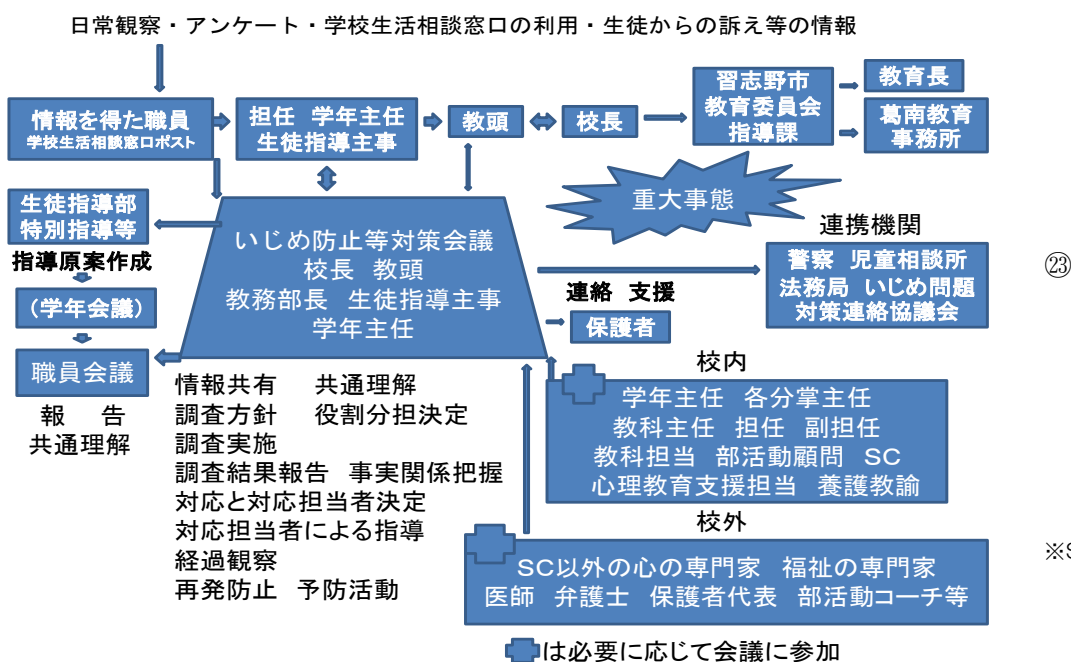 日常観察・アンケート・学校生活相談窓口の利用・生徒からの訴え等の情報
情報を得た職員
学校生活相談窓口ポスト
担任 学年主任
生徒指導主事
教頭
校長
習志野市
教育委員会
指導課
教育長
葛南教育
事務所
重大事態
生徒指導部
特別指導等
指導原案作成
(学年会議)
職員会議
報 告
共通理解
いじめ防止等対策会議
校長 教頭
教務部長 生徒指導主事
学年主任
連携機関
警察 児童相談所
法務局 いじめ問題
対策連絡協議会
連絡 支援
保護者
情報共有 共通理解
調査方針 役割分担決定
調査実施
調査結果報告 事実関係把握
対応と対応担当者決定
対応担当者による指導
経過観察
再発防止 予防活動
校内
学年主任 各分掌主任
教科主任 担任 副担任
教科担当 部活動顧問 SC
心理教育支援担当 養護教諭
校外
SC以外の心の専門家 福祉の専門家
医師 弁護士 保護者代表 部活動コーチ等
は必要に応じて会議に参加
㉓
※S